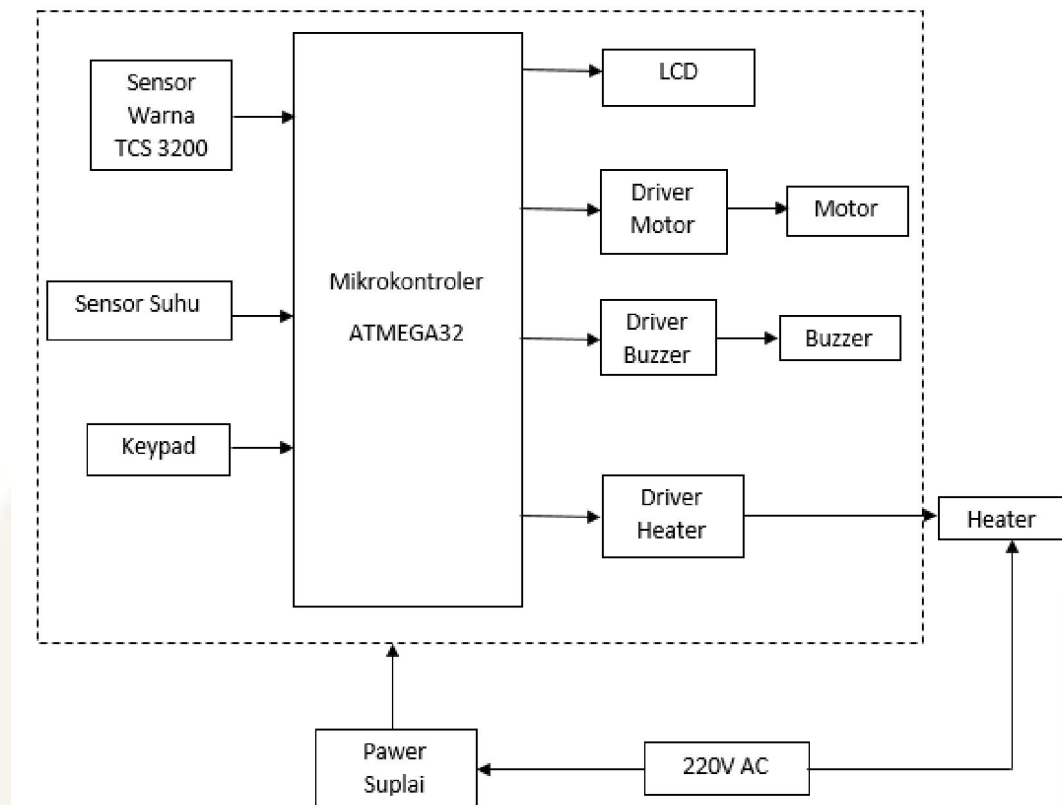 Sensor
Warna
TCS 3200
Sensor Suhu
Keypad
Mikrokontroler
ATMEGA32
LCD
Driver
Motor
Motor
Driver
Buzzer
Buzzer
Driver
Heater
Heater
Pawer
Suplai
220V AC